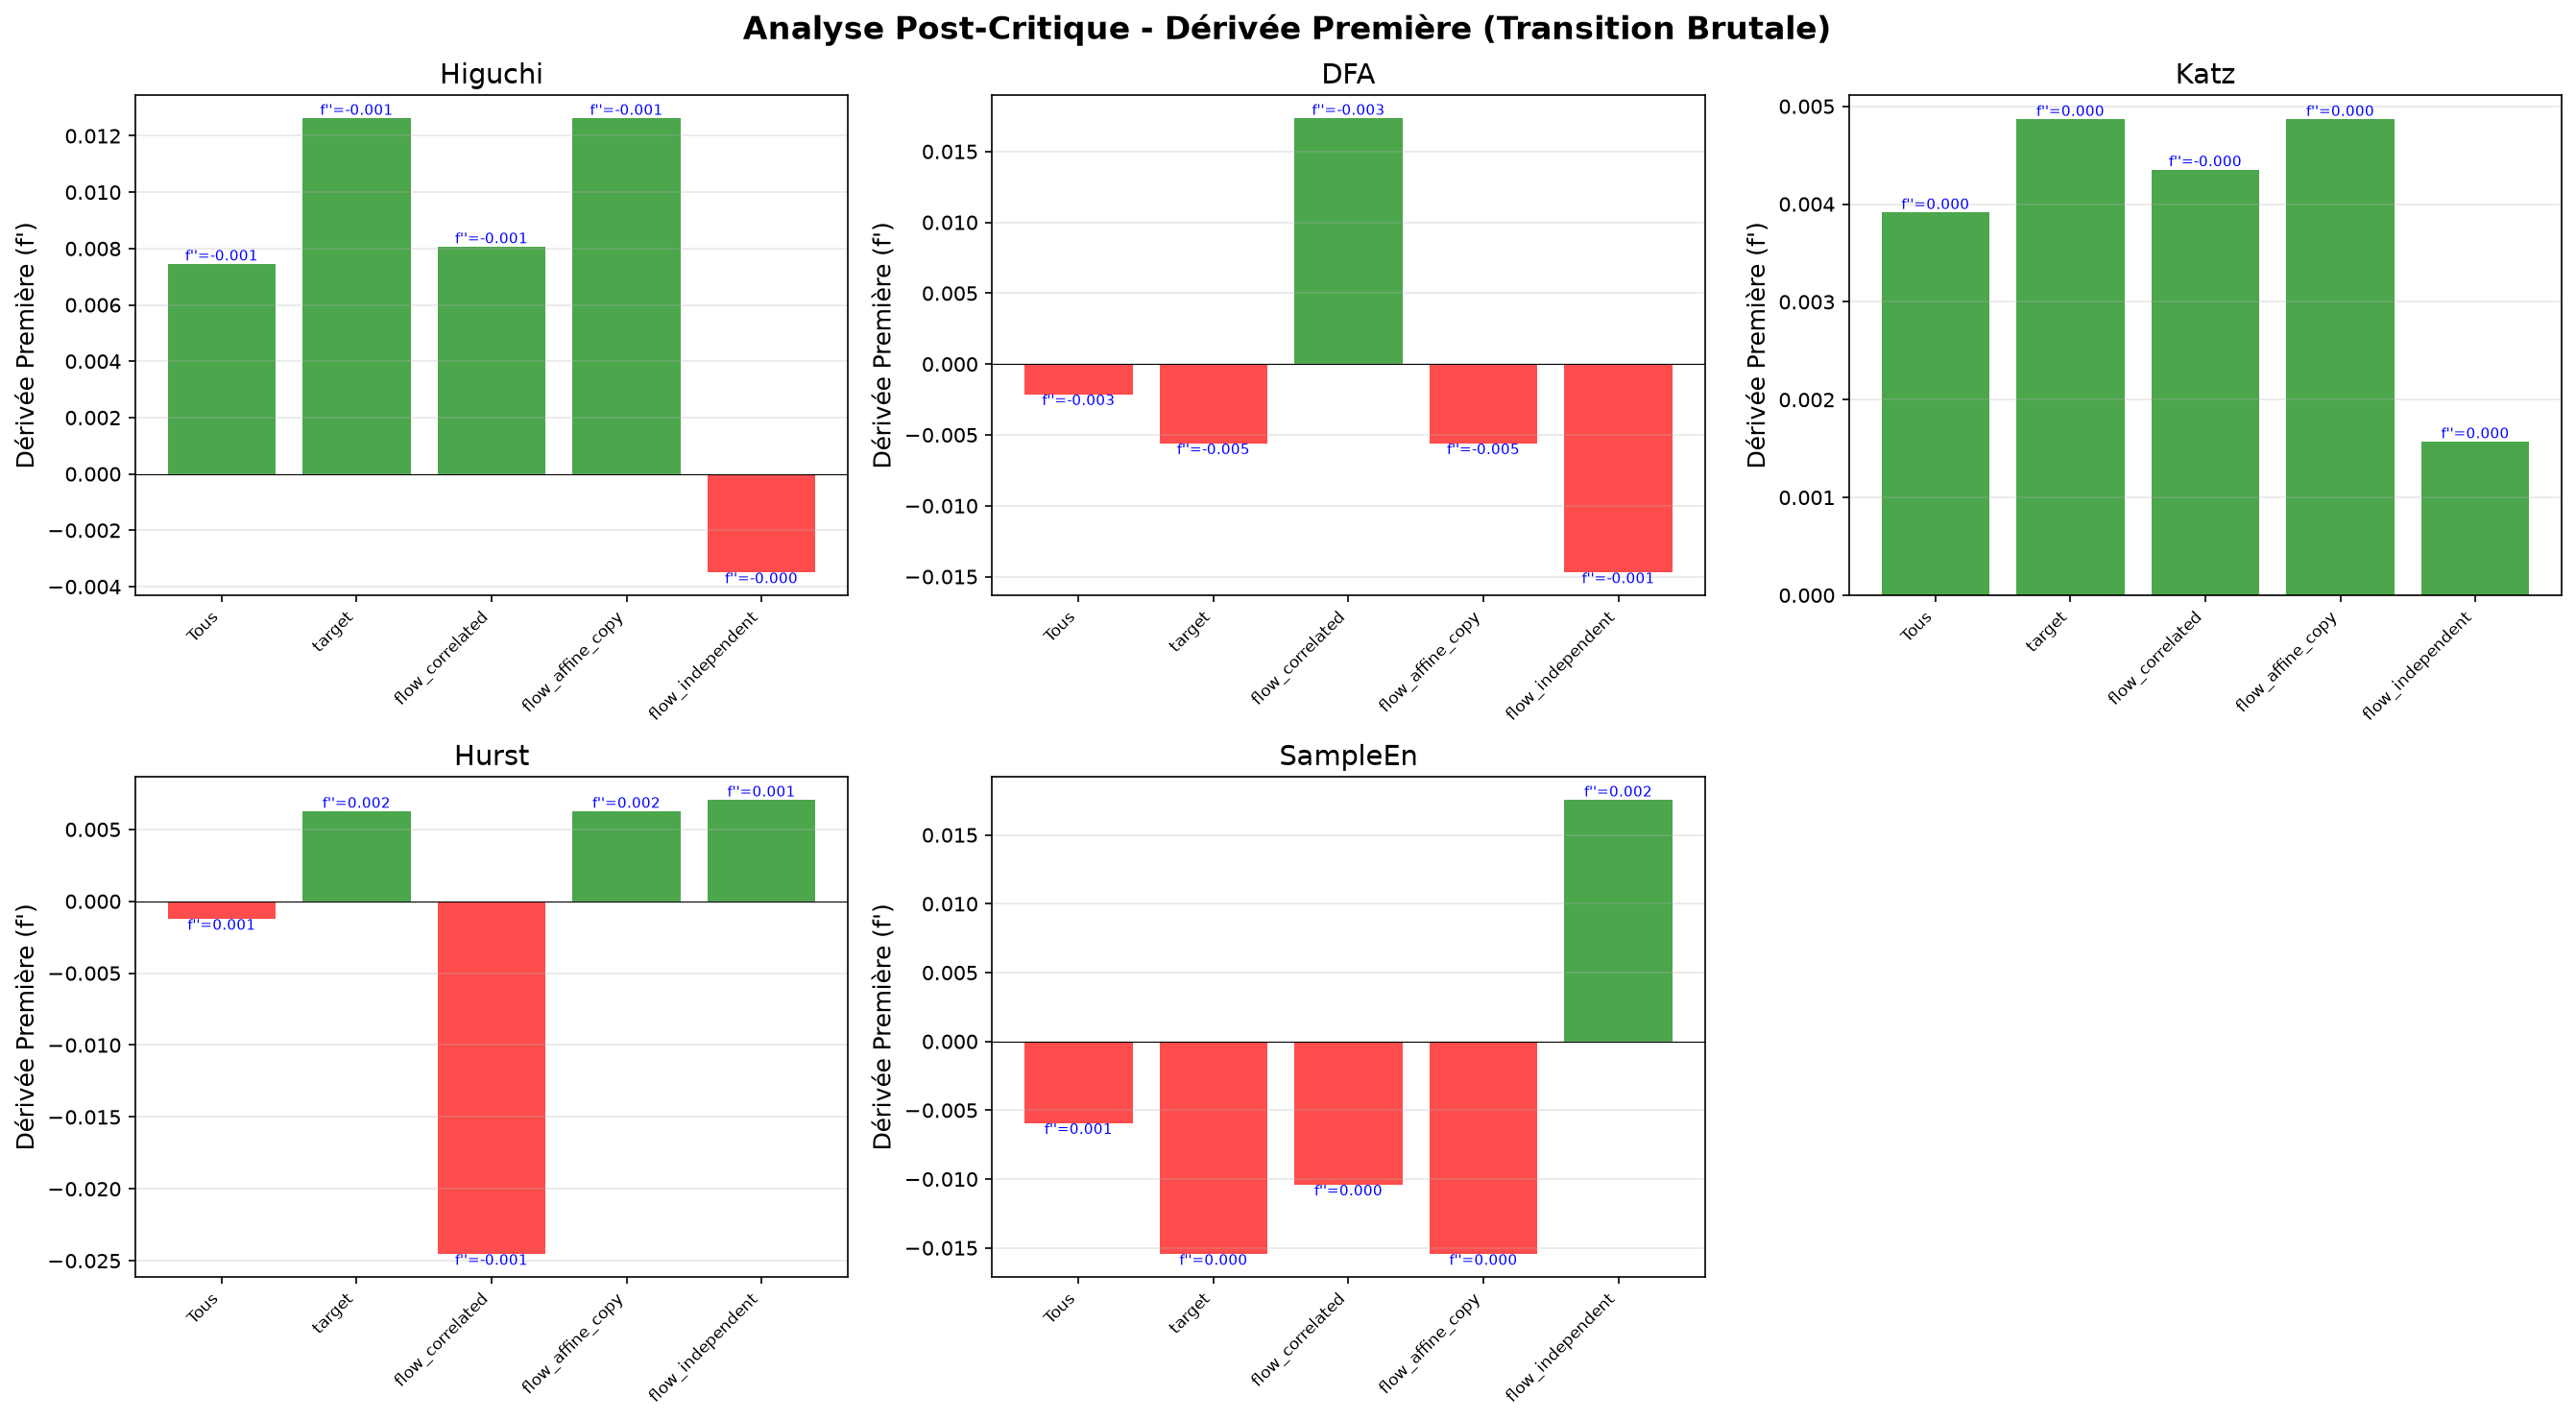 Analyse Post-Critique - Dérivée Première (Transition Brutale)
Higuchi
Dérivée Première (f')
0.012
0.010
0.008
0.006
0.004
0.002
0.000
−0.002
−0.004
f''=-0.001
f''=-0.001
f''=-0.001
f''=-0.001
f''=-0.000
Tous
target
flow_correlated
flow_affine_copy
flow_independent
DFA
Dérivée Première (f')
0.015
0.010
0.005
0.000
−0.005
−0.010
−0.015
f''=-0.003
f''=-0.005
f''=-0.003
f''=-0.005
f''=-0.001
Tous
target
flow_correlated
flow_affine_copy
flow_independent
Katz
Dérivée Première (f')
0.005
0.004
0.003
0.002
0.001
0.000
f''=0.000
f''=0.000
f''=-0.000
f''=0.000
f''=0.000
Tous
target
flow_correlated
flow_affine_copy
flow_independent
Hurst
Dérivée Première (f')
0.005
0.000
−0.005
−0.010
−0.015
−0.020
−0.025
f''=0.001
f''=0.002
f''=-0.001
f''=0.002
f''=0.001
Tous
target
flow_correlated
flow_affine_copy
flow_independent
SampleEn
Dérivée Première (f')
0.015
0.010
0.005
0.000
−0.005
−0.010
−0.015
f''=0.001
f''=0.000
f''=0.000
f''=0.000
f''=0.002
Tous
target
flow_correlated
flow_affine_copy
flow_independent